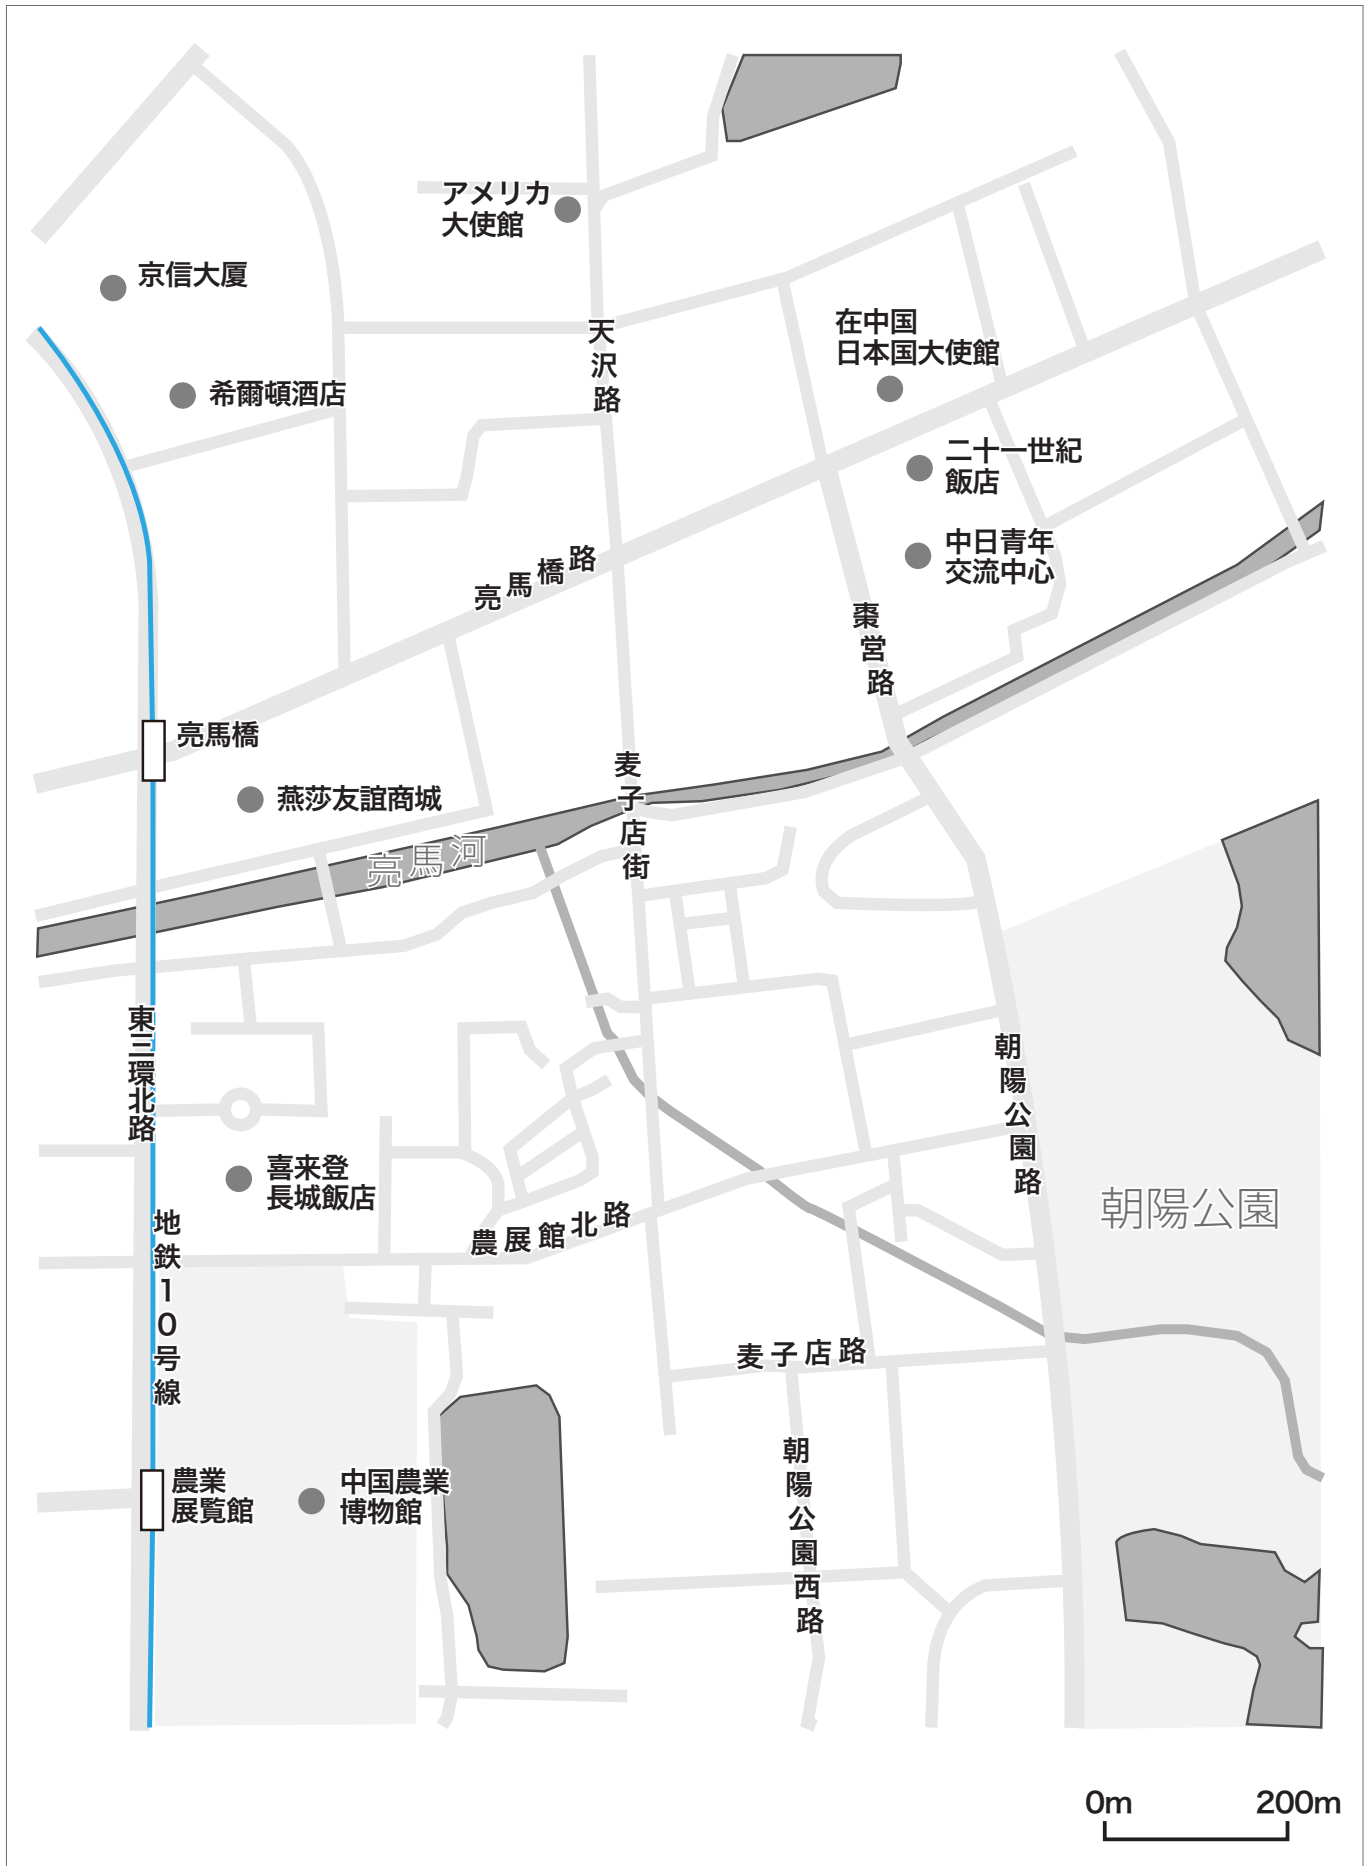 アメリカ
大使館
京信大厦
在中国
日本国大使館
天沢路
希爾頓酒店
二十一世紀
飯店
中日青年
交流中心
亮馬橋路
棗営路
亮馬橋
麦子店街
燕莎友誼商城
亮馬河
東三環北路
朝陽公園路
喜来登
長城飯店
朝陽公園
農展館北路
地鉄10号線
麦子店路
朝陽公園西路
農業
展覧館
中国農業
博物館
0m 200m